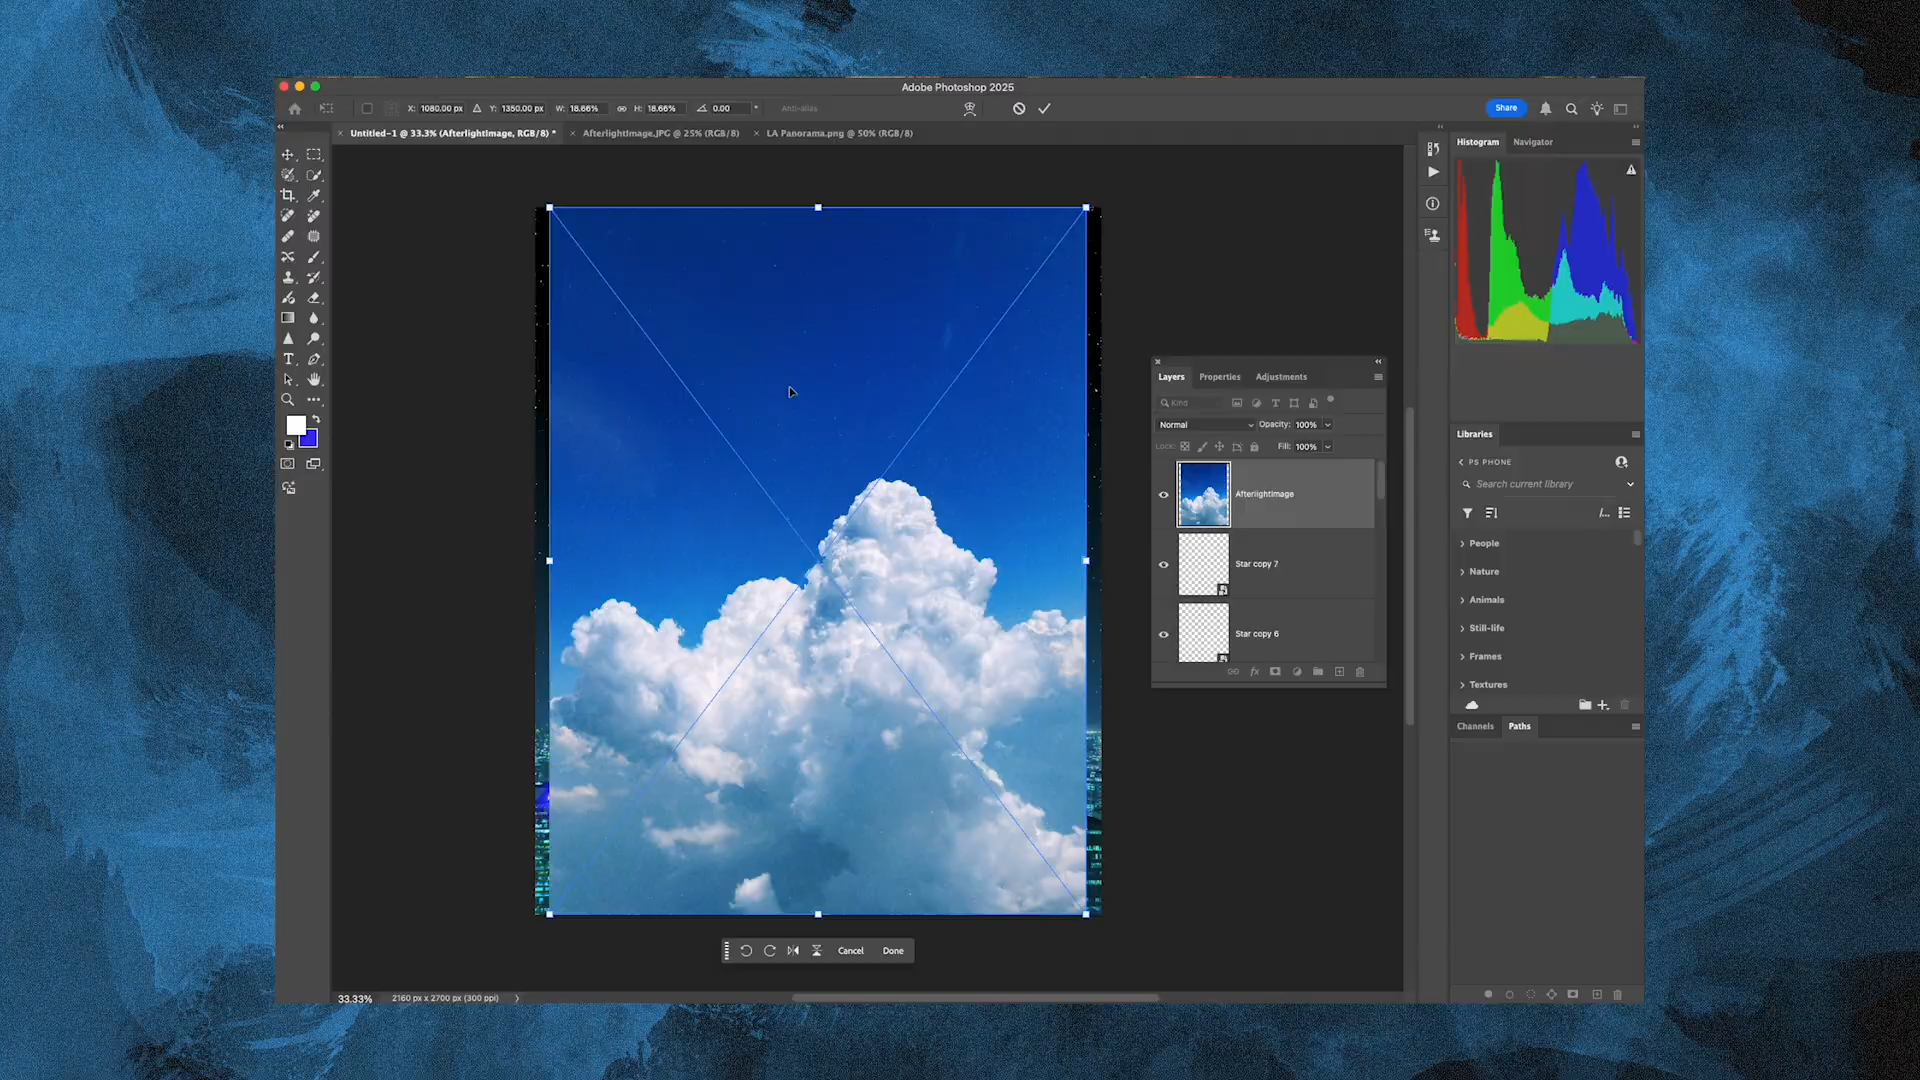 Adobe Photoshop 2025
X: 1080.00 px Y: 1350.00 px W: 18.66% H: 18.66% 0.00 ° Anti-alias
Share
Untitled-1 @ 33.3% (AfterlightImage, RGB/8) *
AfterlightImage.JPG @ 25% (RGB/8)
LA Panorama.png @ 50% (RGB/8)
Histogram
Navigator
Layers
Properties
Adjustments
Kind
Normal
Opacity: 100%
Lock:
Fill: 100%
AfterlightImage
Star copy 7
Star copy 6
Libraries
PS PHONE
Search current library
People
Nature
Animals
Still-life
Frames
Textures
Channels
Paths
Cancel
Done
33.33%
2160 px x 2700 px (300 ppi)